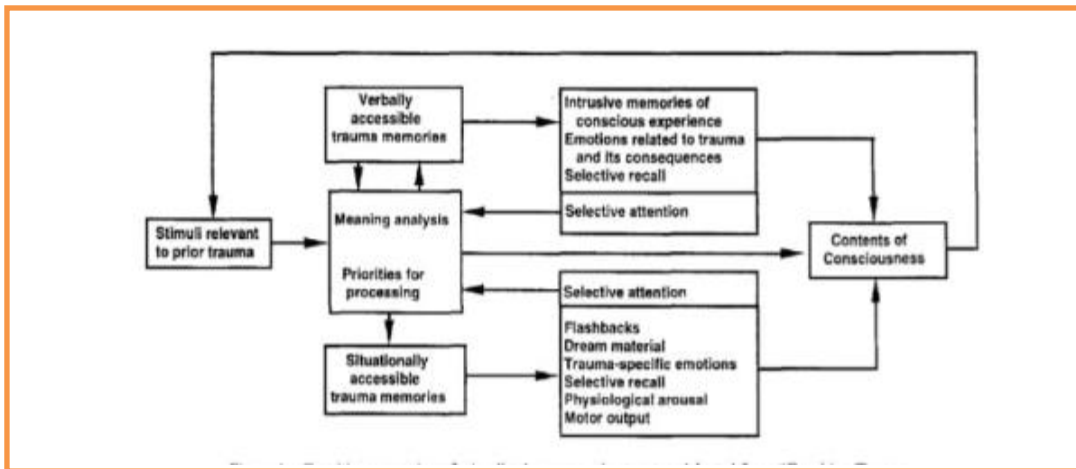 Verbally
accessible
trauma memories
Intrusive memories of
conscious experience
Emotions related to trauma
and its consequences
Selective recall
Selective attention
Stimuli relevant
to prior trauma
Meaning analysis
Priorities for
processing
Contents of
Consciousness
Selective attention
Flashbacks
Dream material
Trauma-specific emotions
Selective recall
Physiological arousal
Motor output
Situationally
accessible
trauma memories